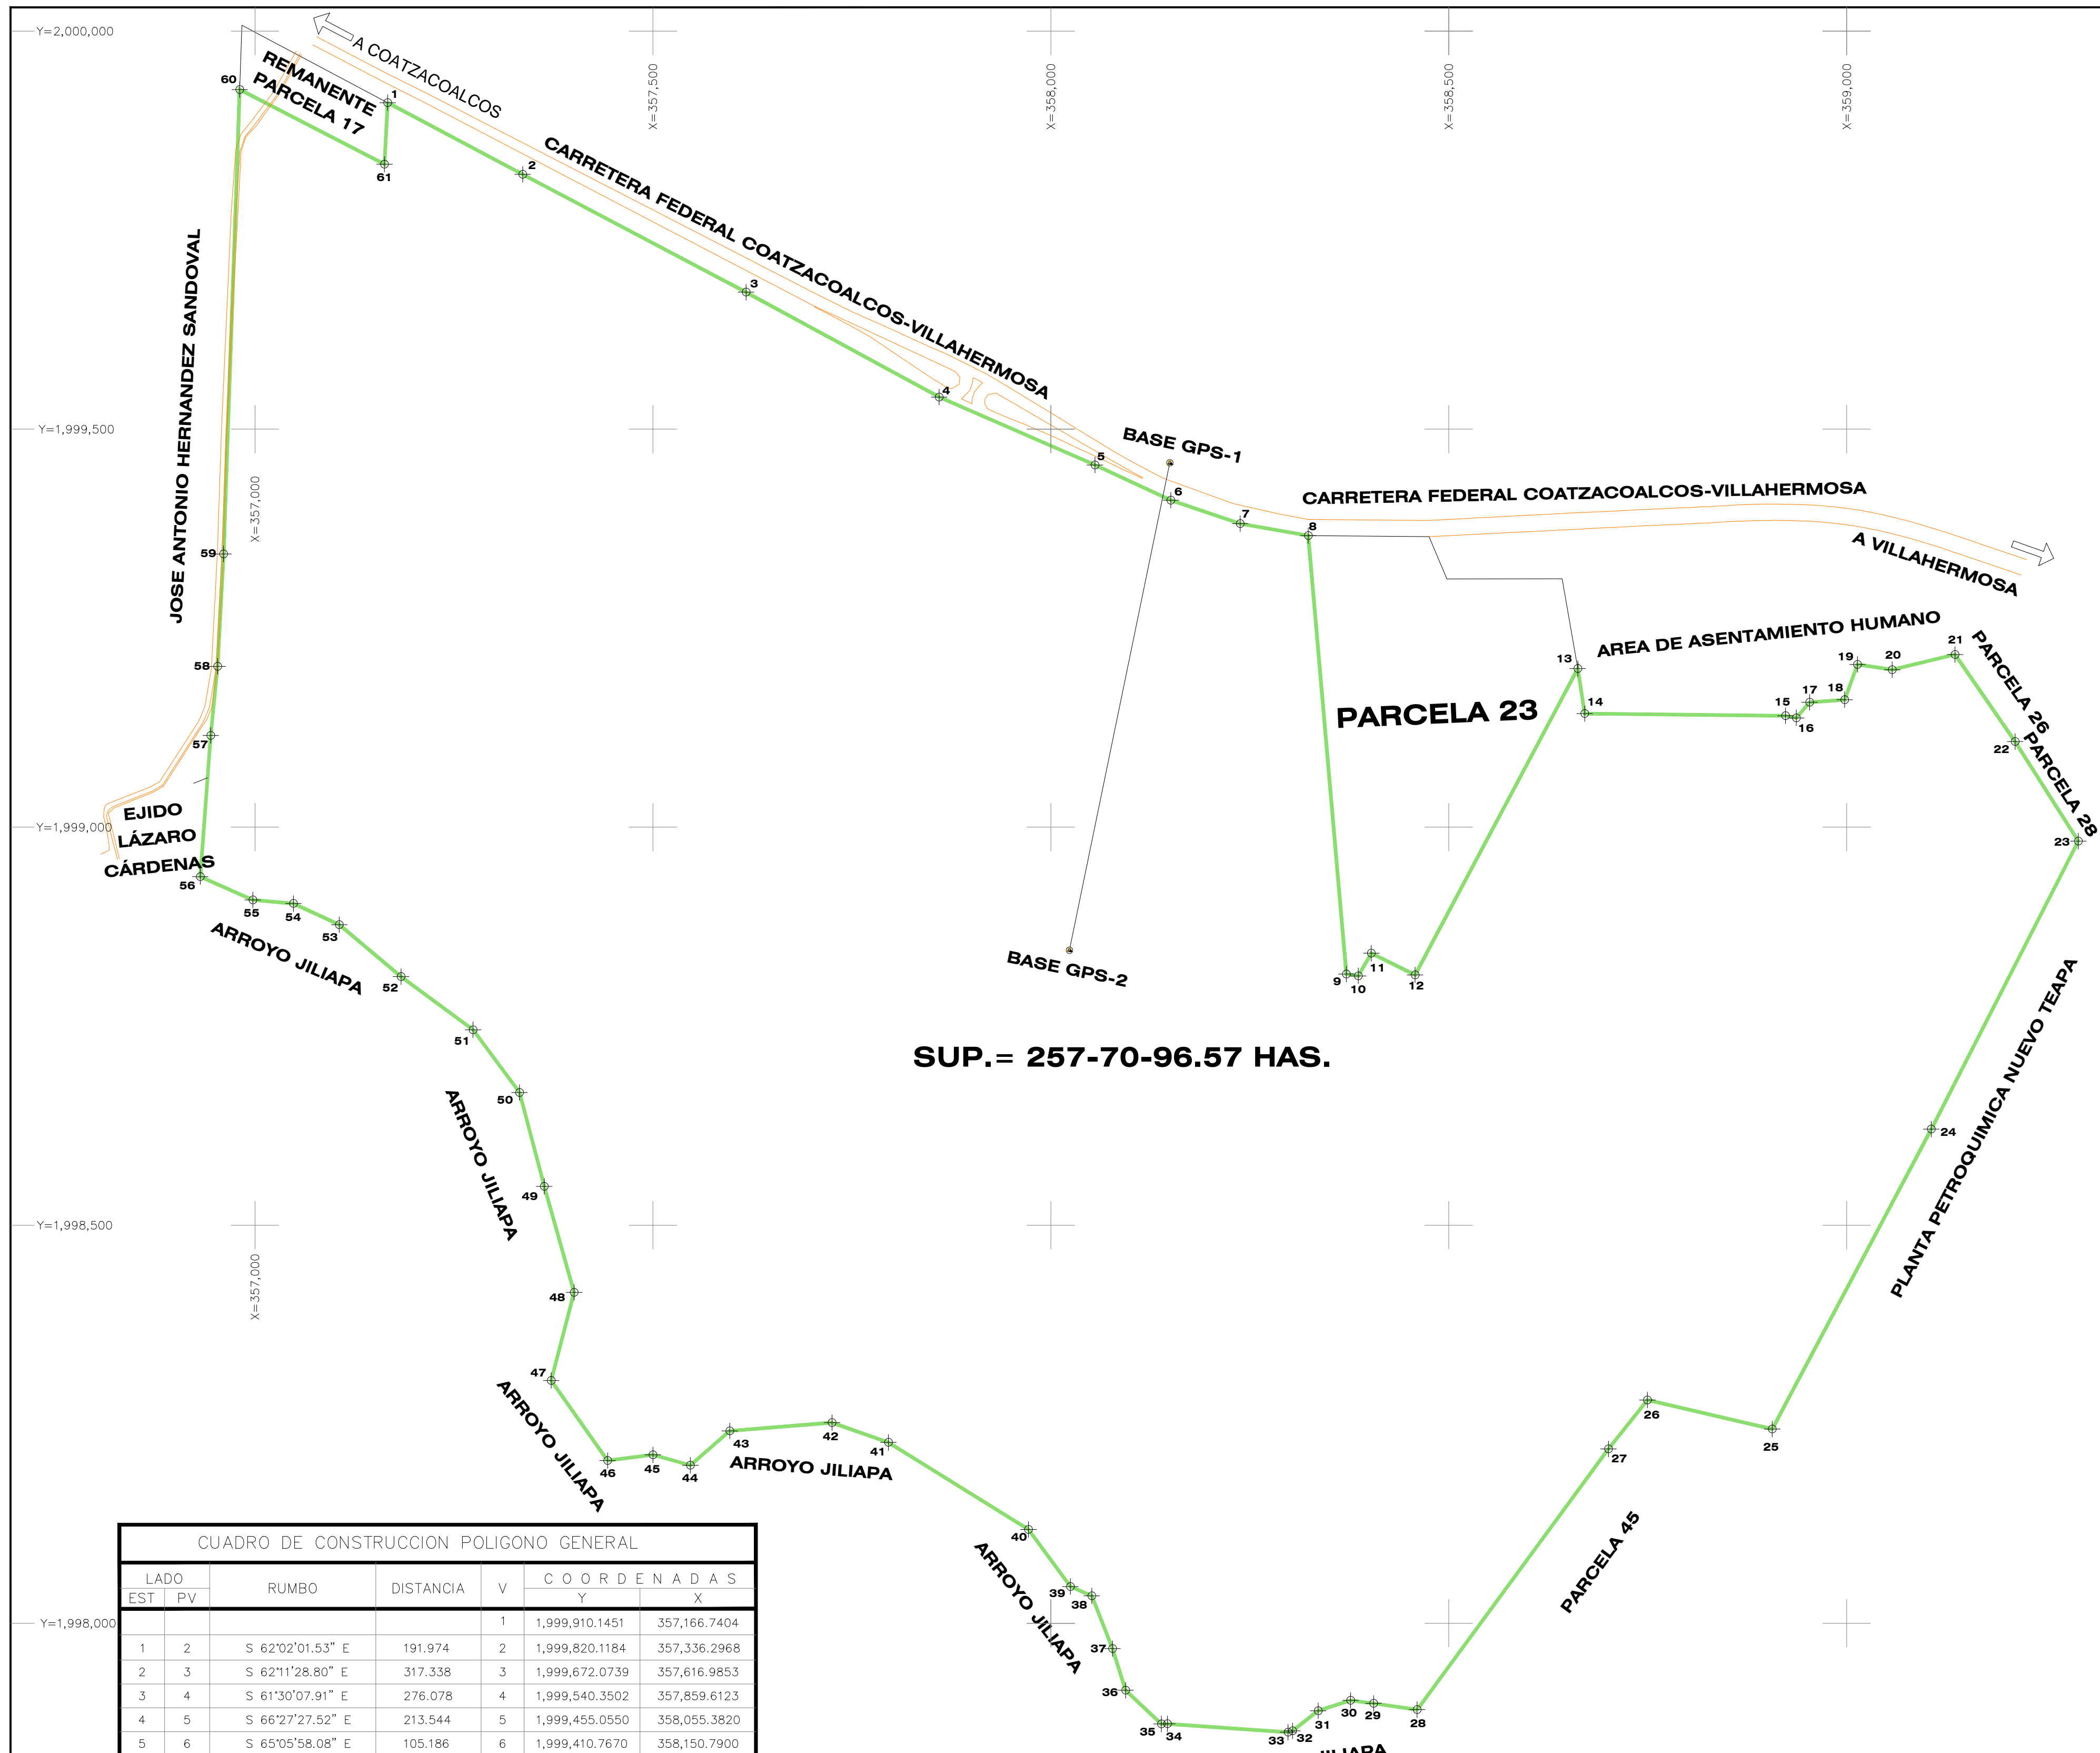 Y=2,000,000
A COATZACOALCOS
REMANENTE
PARCELA 17
60
1
61
2
X=357,500
X=358,000
X=358,500
X=359,000
CARRETERA FEDERAL COATZACOALCOS-VILLAHERMOSA
JOSE ANTONIO HERNANDEZ SANDOVAL
3
4
Y=1,999,500
X=357,000
BASE GPS-1
5
6
7
8
CARRETERA FEDERAL COATZACOALCOS-VILLAHERMOSA
A VILLAHERMOSA
59
58
57
AREA DE ASENTAMIENTO HUMANO
13
14
15
16
17
18
19
20
21
PARCELA 26
22
PARCELA 28
23
PARCELA 23
Y=1,999,000
EJIDO
LÁZARO
CÁRDENAS
56
55
54
53
ARROYO JILIAPA
52
51
BASE GPS-2
9
10
11
12
SUP.= 257-70-96.57 HAS.
50
ARROYO JILIAPA
49
24
PLANTA PETROQUIMICA NUEVO TEAPA
Y=1,998,500
X=357,000
48
47
ARROYO JILIAPA
46
45
44
43
42
41
ARROYO JILIAPA
26
25
27
PARCELA 45
40
39
38
ARROYO JILIAPA
37
36
35
34
33
32
31
30
29
28
JILIAPA
Y=1,998,000
CUADRO DE CONSTRUCCION POLIGONO GENERAL
LADO RUMBO DISTANCIA V C O O R D E N A D A S
EST PV Y X
1 1,999,910.1451 357,166.7404
1 2 S 62°02'01.53" E 191.974 2 1,999,820.1184 357,336.2968
2 3 S 62°11'28.80" E 317.338 3 1,999,672.0739 357,616.9853
3 4 S 61°30'07.91" E 276.078 4 1,999,540.3502 357,859.6123
4 5 S 66°27'27.52" E 213.544 5 1,999,455.0550 358,055.3820
5 6 S 65°05'58.08" E 105.186 6 1,999,410.7670 358,150.7900